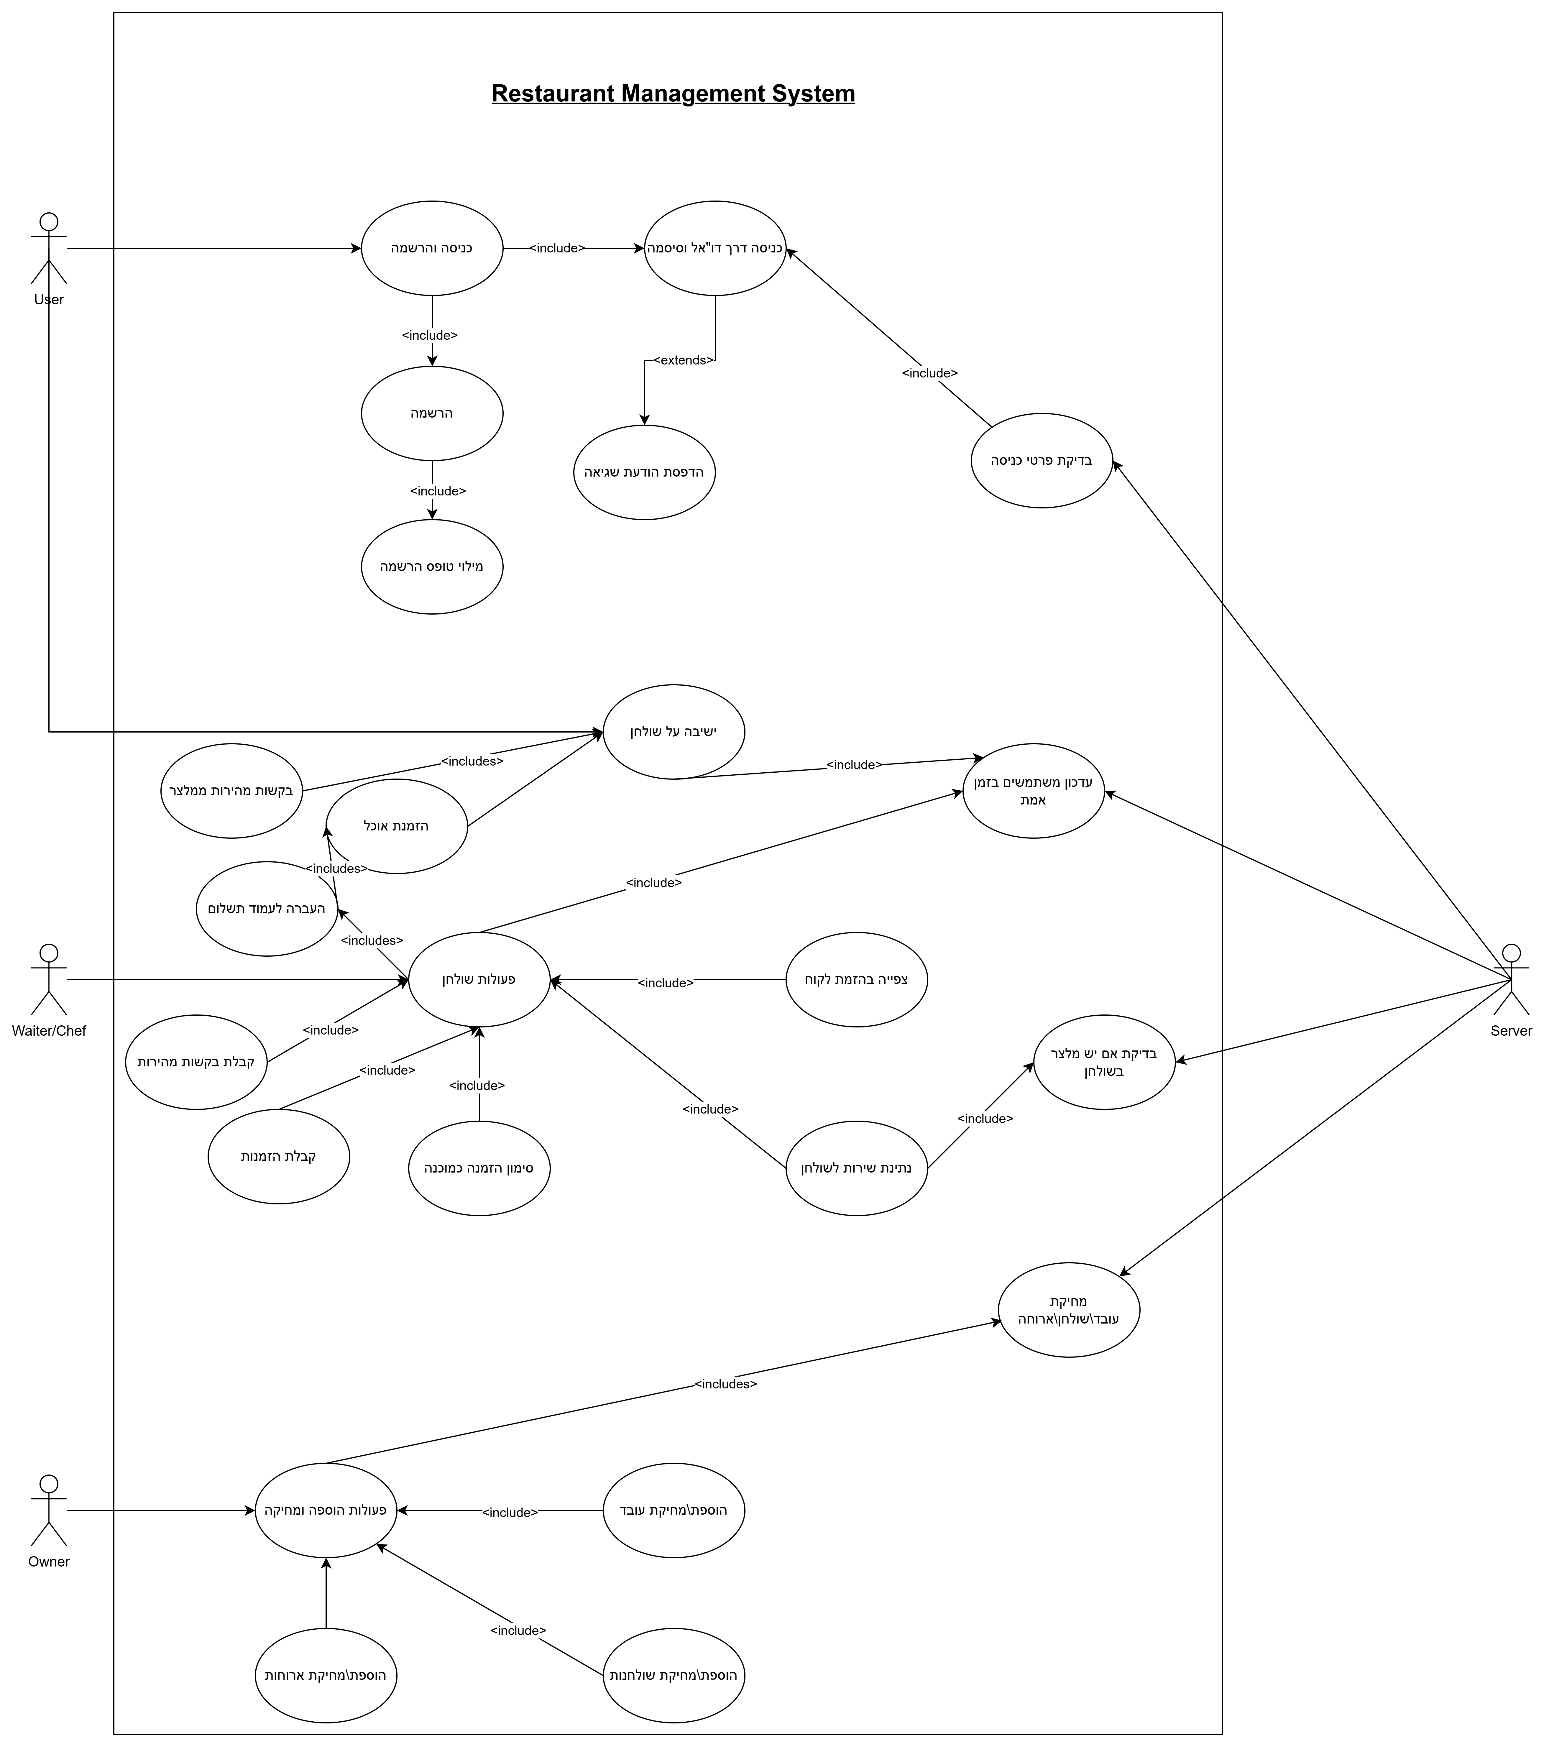 Restaurant Management System
כניסה והרשמה
<include>
כניסה דרך דו"אל וסיסמה
User
<include>
<extends>
<include>
הרשמה
הדפסת הודעת שגיאה
בדיקת פרטי כניסה
<include>
מילוי טופס הרשמה
ישיבה על שולחן
<includes>
<include>
בקשות מהירות ממלצר
עדכון משתמשים בזמן
אמת
הזמנת אוכל
<includes>
<include>
העברה לעמוד תשלום
<includes>
פעולות שולחן
<include>
צפייה בהזמת לקוח
Waiter/Chef
Server
<include>
קבלת בקשות מהירות
<include>
<include>
בדיקת אם יש מלצר
בשולחן
<include>
<include>
קבלת הזמנות
סימון הזמנה כמוכנה
נתינת שירות לשולחן
מחיקת
עובד\שולחן\ארוחה
<includes>
פעולות הוספה ומחיקה
<include>
הוספת\מחיקת עובד
Owner
<include>
הוספת\מחיקת ארוחות
הוספת\מחיקת שולחנות